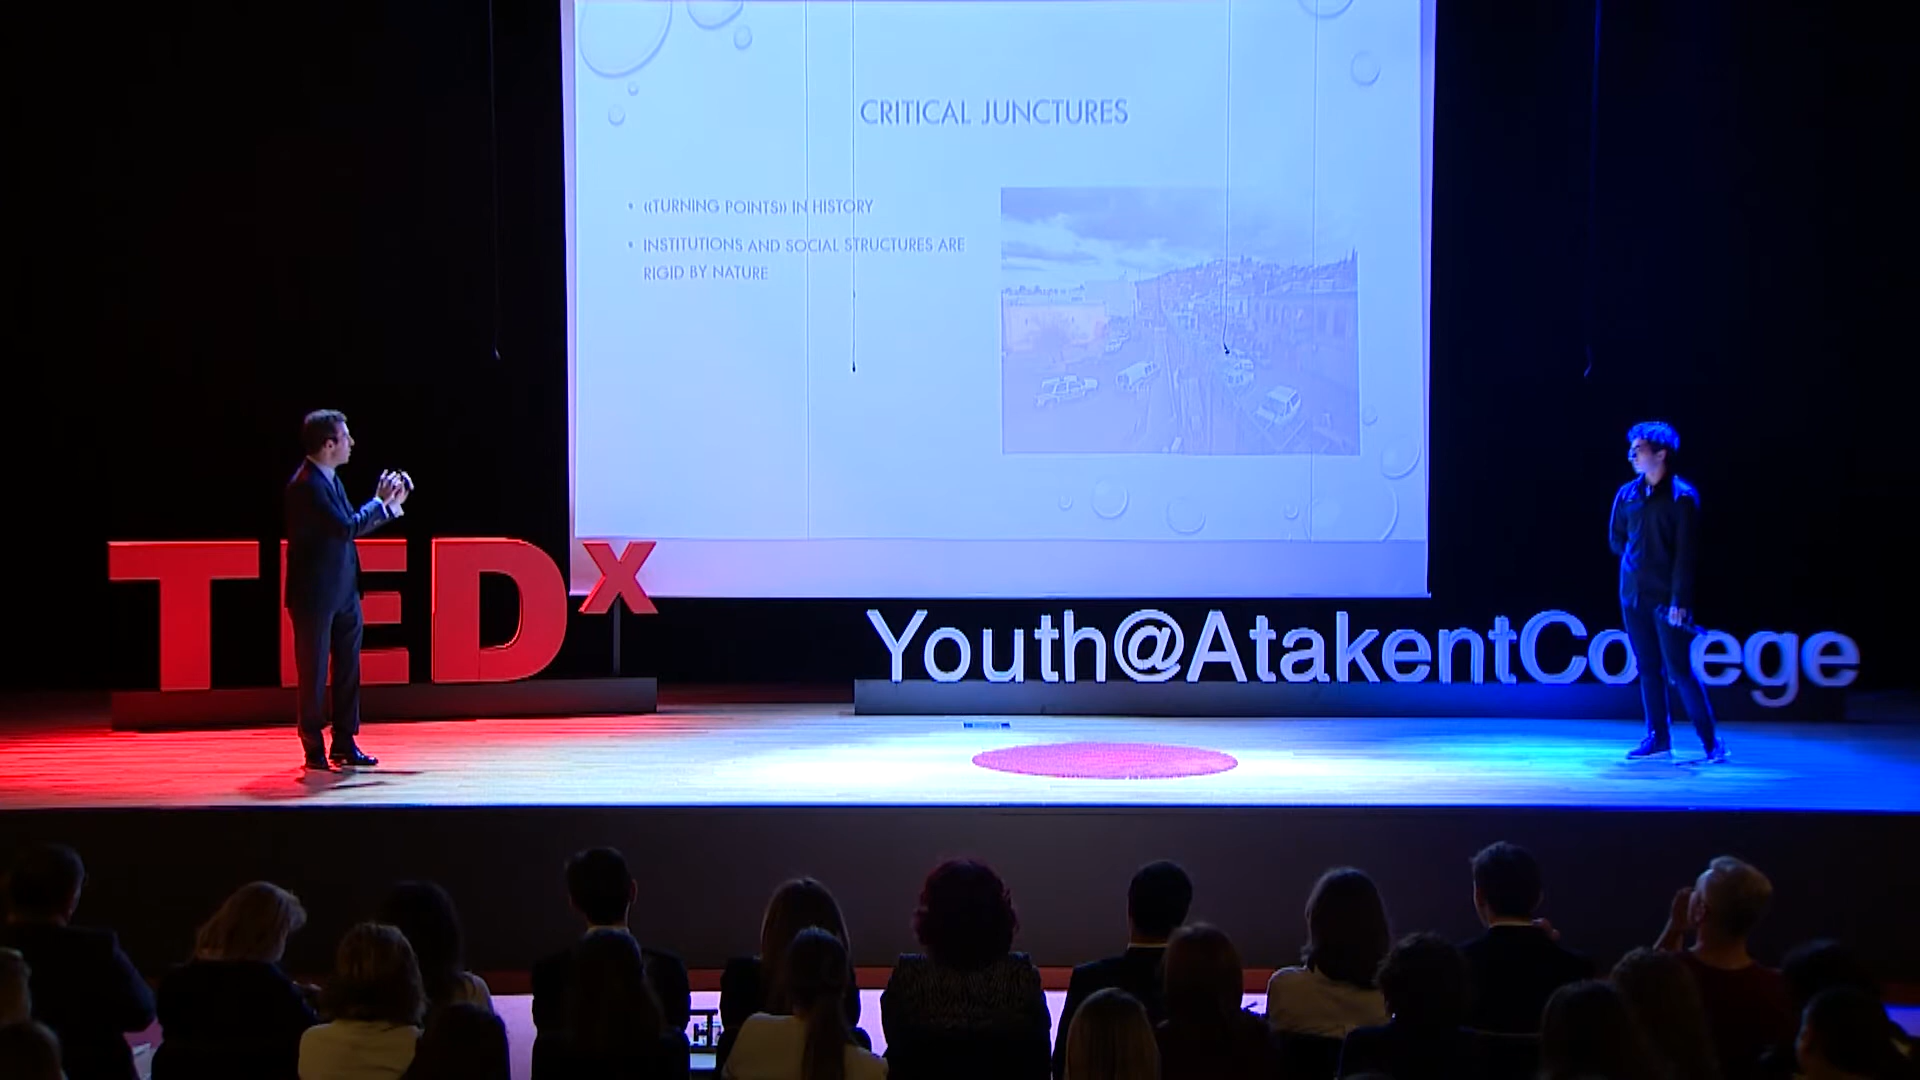 CRITICAL JUNCTURES
• «TURNING POINTS» IN HISTORY
• INSTITUTIONS AND SOCIAL STRUCTURES ARE
RIGID BY NATURE
TEDx
Youth@AtakentCollege